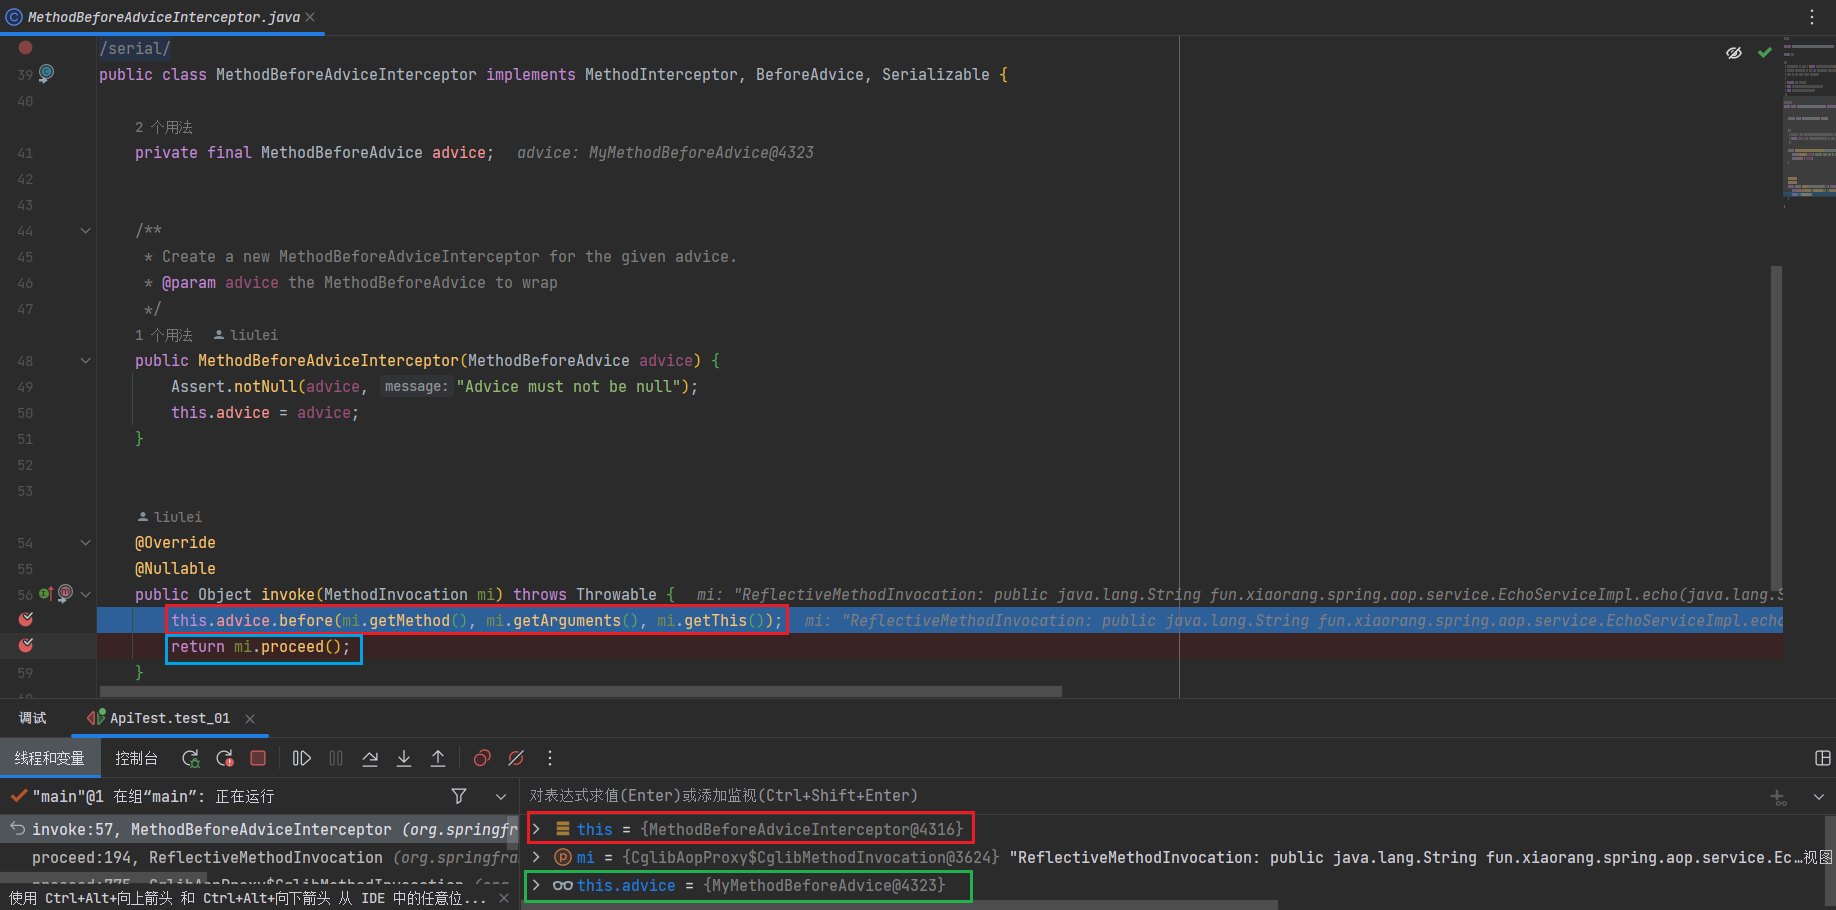 MethodBeforeAdviceInterceptor.java
/serial/
39 public class MethodBeforeAdviceInterceptor implements MethodInterceptor, BeforeAdvice, Serializable {
40
2 个用法
41 private final MethodBeforeAdvice advice; advice: MyMethodBeforeAdvice@4323
42
43
44 /**
45 * Create a new MethodBeforeAdviceInterceptor for the given advice.
46 * @param advice the MethodBeforeAdvice to wrap
47 */
1 个用法 liulei
48 public MethodBeforeAdviceInterceptor(MethodBeforeAdvice advice) {
49 Assert.notNull(advice, message: "Advice must not be null");
50 this.advice = advice;
51 }
52
53
liulei
54 @Override
55 @Nullable
56 public Object invoke(MethodInvocation mi) throws Throwable { mi: "ReflectiveMethodInvocation: public java.lang.String fun.xiaorang.spring.aop.service.EchoServiceImpl.echo(java.lang.S
this.advice.before(mi.getMethod(), mi.getArguments(), mi.getThis()); mi: "ReflectiveMethodInvocation: public java.lang.String fun.xiaorang.spring.aop.service.EchoServiceImpl.echo
return mi.proceed();
59 }
调试 ApiTest.test_01
线程和变量 控制台
"main"@1 在组“main”: 正在运行
对表达式求值(Enter)或添加监视(Ctrl+Shift+Enter)
invoke:57, MethodBeforeAdviceInterceptor (org.springfr
this = {MethodBeforeAdviceInterceptor@4316}
proceed:194, ReflectiveMethodInvocation (org.springfra
mi = {CglibAopProxy$CglibMethodInvocation@3624} "ReflectiveMethodInvocation: public java.lang.String fun.xiaorang.spring.aop.service.Ec...视图
proceed:775, CglibAopProxy$CglibMethodInvocation (org
this.advice = {MyMethodBeforeAdvice@4323}
使用 Ctrl+Alt+向上箭头 和 Ctrl+Alt+向下箭头 从 IDE 中的任意位...